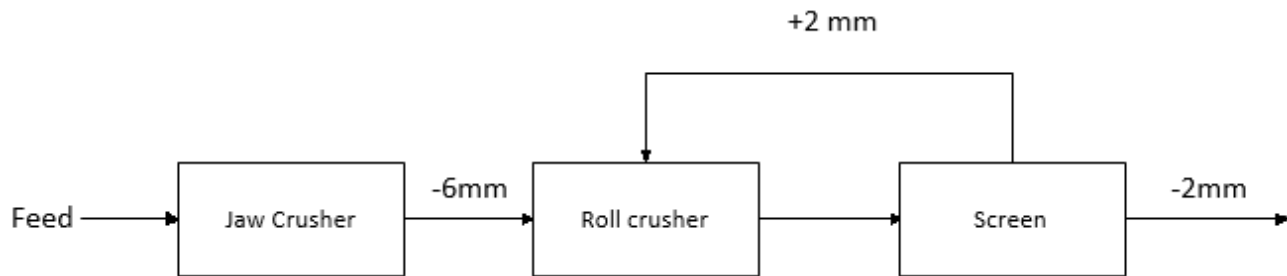 +2 mm
Feed
Jaw Crusher
-6mm
Roll crusher
Screen
-2mm